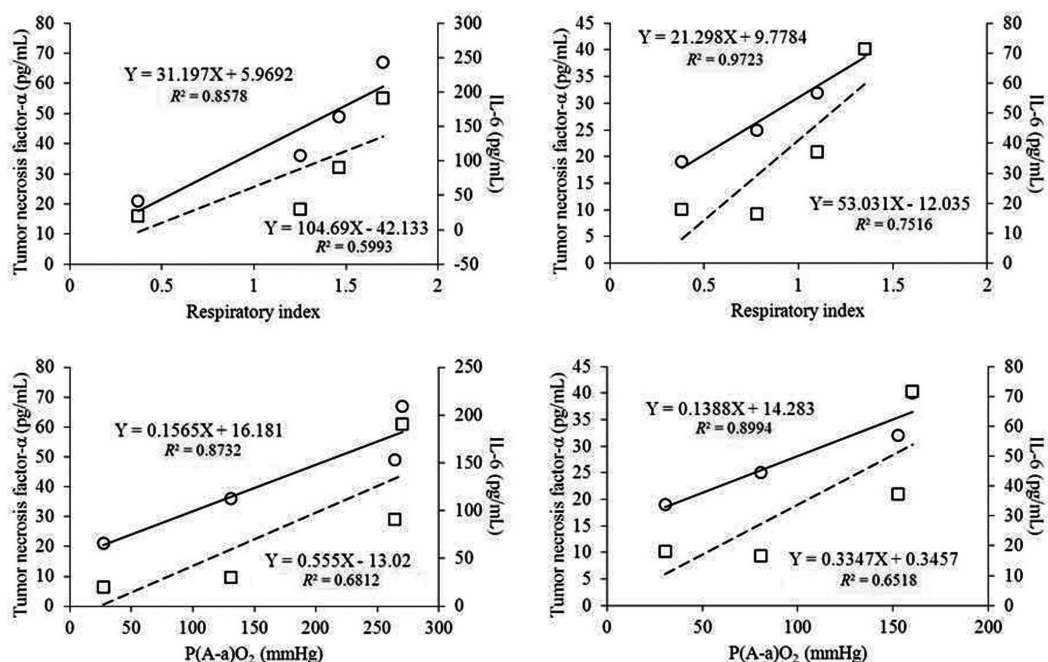 Tumor necrosis factor-α (pg/mL)
80
70
60
50
40
30
20
10
0
Y = 31.197X + 5.9692
R² = 0.8578
Y = 104.69X - 42.133
R² = 0.5993
300
250
200
150
100
50
0
-50
IL-6 (pg/mL)
0 0.5 1 1.5 2
Respiratory index
Tumor necrosis factor-α (pg/mL)
45
40
35
30
25
20
15
10
5
0
Y = 21.298X + 9.7784
R² = 0.9723
Y = 53.031X - 12.035
R² = 0.7516
80
70
60
50
40
30
20
10
0
IL-6 (pg/mL)
0 0.5 1 1.5 2
Respiratory index
Tumor necrosis factor-α (pg/mL)
80
70
60
50
40
30
20
10
0
Y = 0.1565X + 16.181
R² = 0.8732
Y = 0.555X - 13.02
R² = 0.6812
250
200
150
100
50
0
IL-6 (pg/mL)
0 50 100 150 200 250 300
P(A-a)O₂ (mmHg)
Tumor necrosis factor-α (pg/mL)
45
40
35
30
25
20
15
10
5
0
Y = 0.1388X + 14.283
R² = 0.8994
Y = 0.3347X + 0.3457
R² = 0.6518
80
70
60
50
40
30
20
10
0
IL-6 (pg/mL)
0 50 100 150 200
P(A-a)O₂ (mmHg)